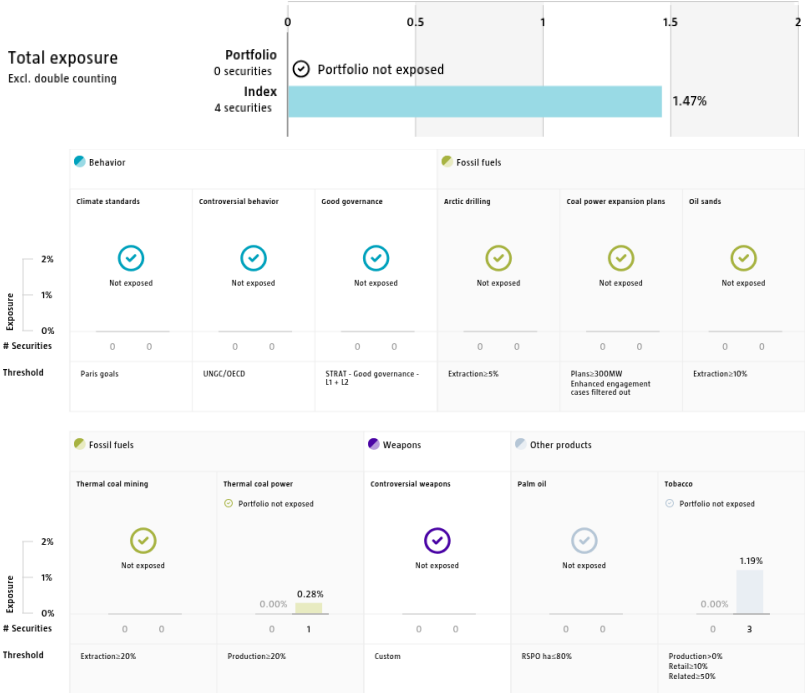 0 0.5 1 1.5 2
Total exposure
Excl. double counting
Portfolio
0 securities
Portfolio not exposed
Index
4 securities
1.47%
Behavior
Fossil fuels
Climate standards
Controversial behavior
Good governance
Arctic drilling
Coal power expansion plans
Oil sands
Exposure
2%
1%
0%
Not exposed
Not exposed
Not exposed
Not exposed
Not exposed
Not exposed
# Securities
0 0
0 0
0 0
0 0
0 0
0 0
Threshold
Paris goals
UNGC/OECD
STRAT - Good governance -
L1 + L2
Extraction≥5%
Plans≥300MW
Enhanced engagement
cases filtered out
Extraction≥10%
Fossil fuels
Weapons
Other products
Thermal coal mining
Thermal coal power
Controversial weapons
Palm oil
Tobacco
Portfolio not exposed
Portfolio not exposed
Exposure
2%
1%
0%
Not exposed
0.00%
0.28%
Not exposed
Not exposed
0.00%
1.19%
# Securities
0 0
0 1
0 0
0 0
0 3
Threshold
Extraction≥20%
Production≥20%
Custom
RSPO ha≤80%
Production>0%
Retail≥10%
Related≥50%